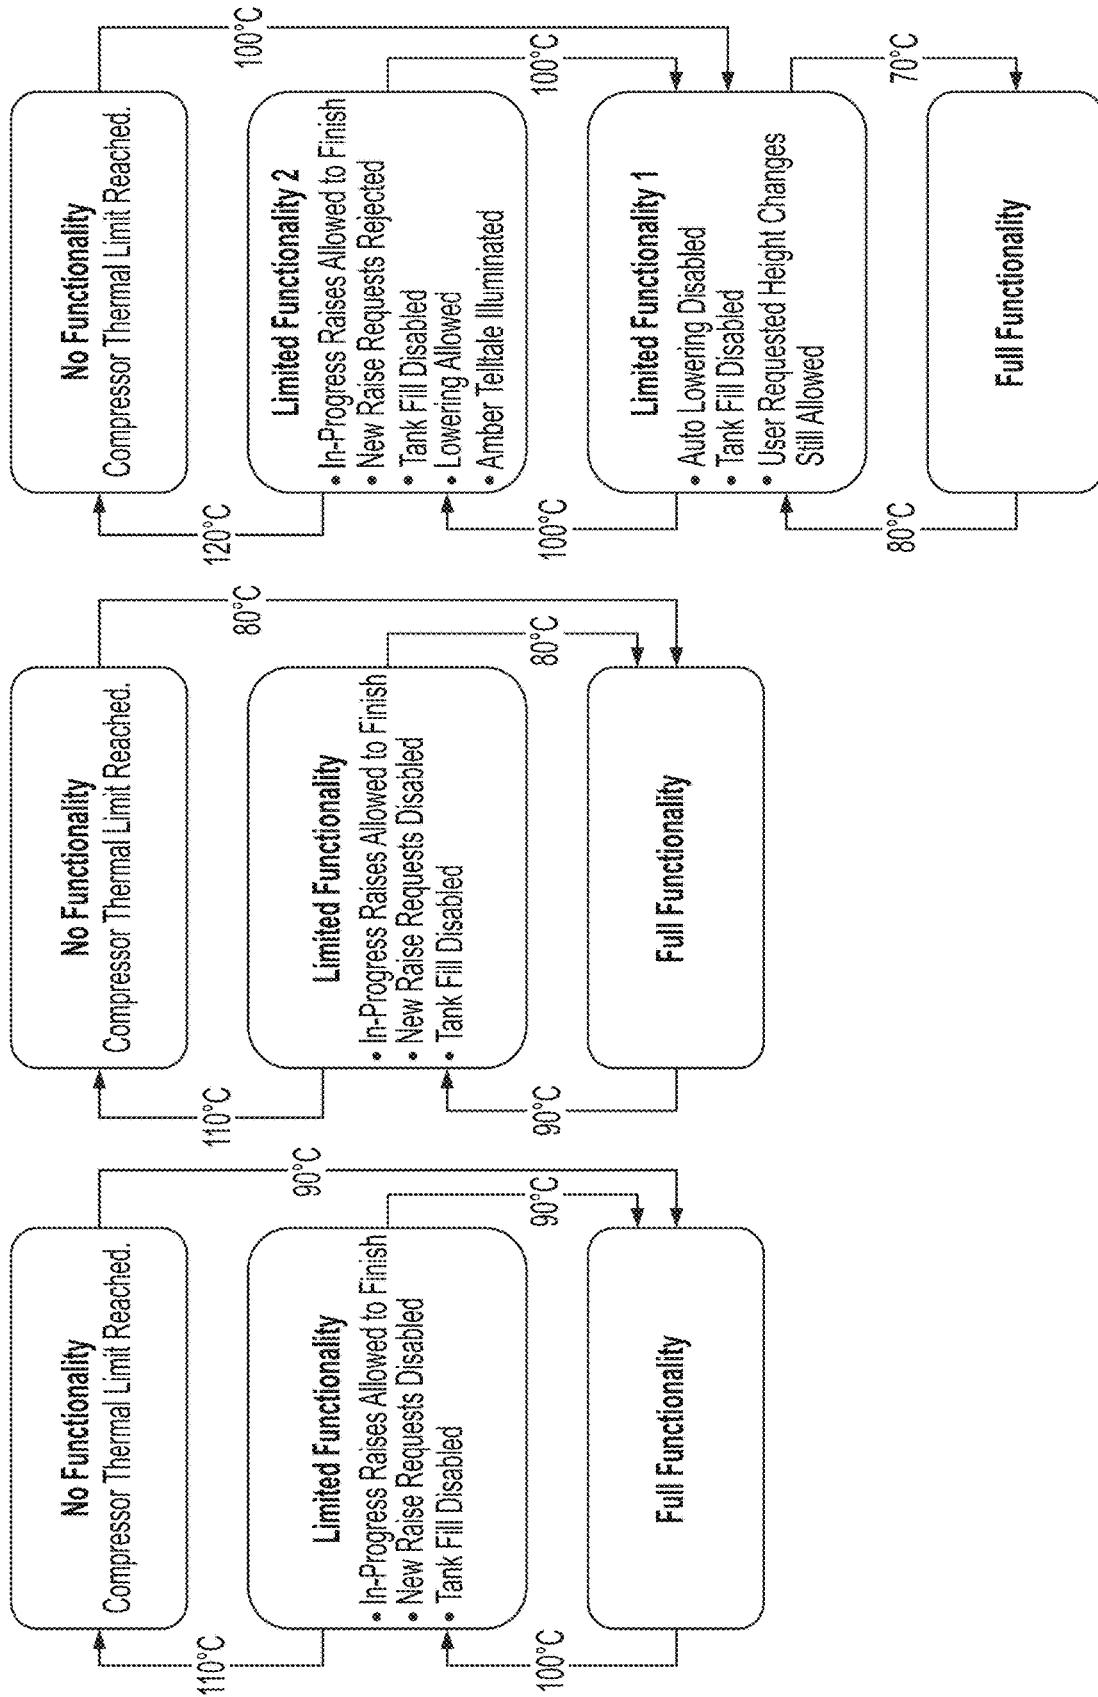 No Functionality
Compressor Thermal Limit Reached.
110°C
90°C
Limited Functionality
• In-Progress Raises Allowed to Finish
• New Raise Requests Disabled
• Tank Fill Disabled
100°C
90°C
Full Functionality
No Functionality
Compressor Thermal Limit Reached.
110°C
80°C
Limited Functionality
• In-Progress Raises Allowed to Finish
• New Raise Requests Disabled
• Tank Fill Disabled
90°C
80°C
Full Functionality
No Functionality
Compressor Thermal Limit Reached.
120°C
100°C
Limited Functionality 2
• In-Progress Raises Allowed to Finish
• New Raise Requests Rejected
• Tank Fill Disabled
• Lowering Allowed
• Amber Telltale Illuminated
100°C
100°C
Limited Functionality 1
• Auto Lowering Disabled
• Tank Fill Disabled
• User Requested Height Changes
Still Allowed
80°C
70°C
Full Functionality